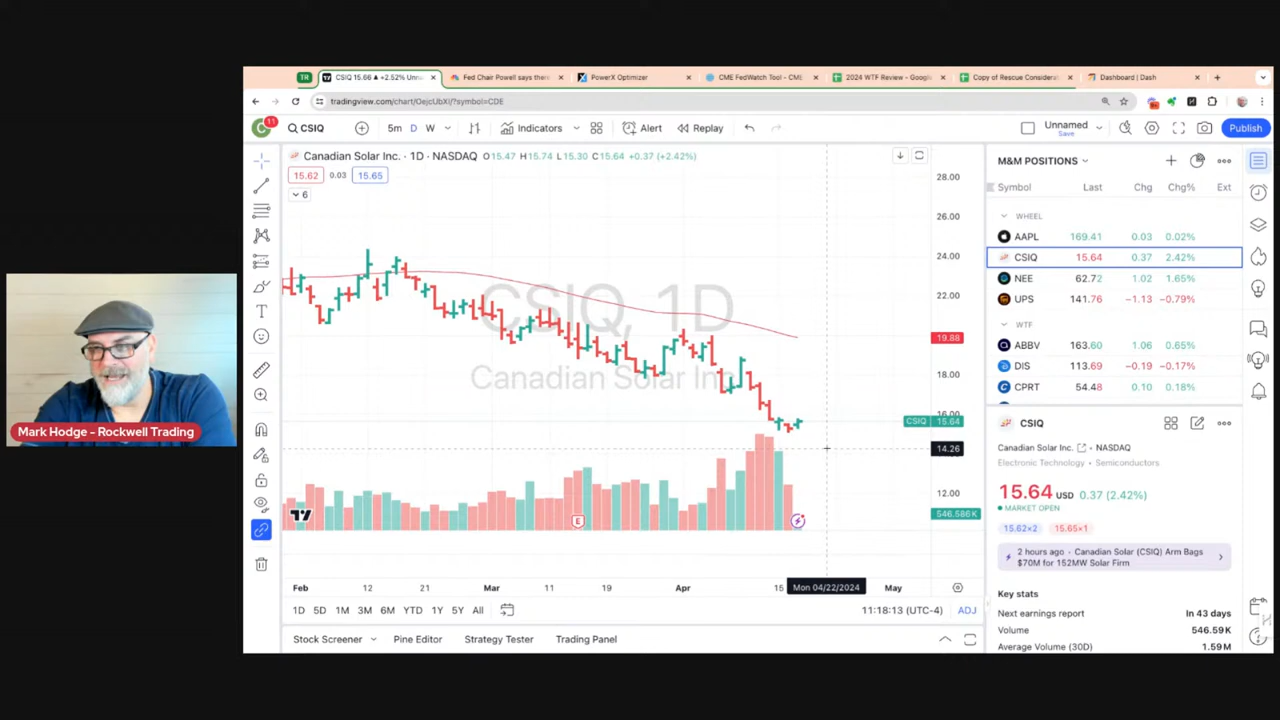 TR
CSIQ 15.66 ▲ +2.52% Unn
Fed Chair Powell says there
PowerX Optimizer
CME FedWatch Tool - CME
2024 WTF Review - Google
Copy of Rescue Considera
Dashboard | Dash
tradingview.com/chart/OejcUbXI/?symbol=CDE
C 11
CSIQ
5m D W
Indicators
Alert
Replay
Unnamed
Save
Publish
Canadian Solar Inc. · 1D · NASDAQ O15.47 H15.74 L15.30 C15.64 +0.37 (+2.42%)
15.62 0.03 15.65
6
CSIQ, 1D
Canadian Solar Inc.
28.00
26.00
24.00
22.00
19.88
18.00
16.00
CSIQ 15.64
14.26
12.00
546.586K
E
Feb 12 21 Mar 11 19 Apr 15 Mon 04/22/2024 May
1D 5D 1M 3M 6M YTD 1Y 5Y All
11:18:13 (UTC-4) ADJ
Stock Screener Pine Editor Strategy Tester Trading Panel
M&M POSITIONS
Symbol Last Chg Chg% Ext
WHEEL
AAPL 169.41 0.03 0.02%
CSIQ 15.64 0.37 2.42%
NEE 62.72 1.02 1.65%
UPS 141.76 −1.13 −0.79%
WTF
ABBV 163.60 1.06 0.65%
DIS 113.69 −0.19 −0.17%
CPRT 54.48 0.10 0.18%
CSIQ
Canadian Solar Inc. · NASDAQ
Electronic Technology · Semiconductors
15.64 USD 0.37 (2.42%)
MARKET OPEN
15.62×2 15.65×1
2 hours ago · Canadian Solar (CSIQ) Arm Bags
$70M for 152MW Solar Firm
Key stats
Next earnings report In 43 days
Volume 546.59K
Average Volume (30D) 1.59M
Mark Hodge - Rockwell Trading